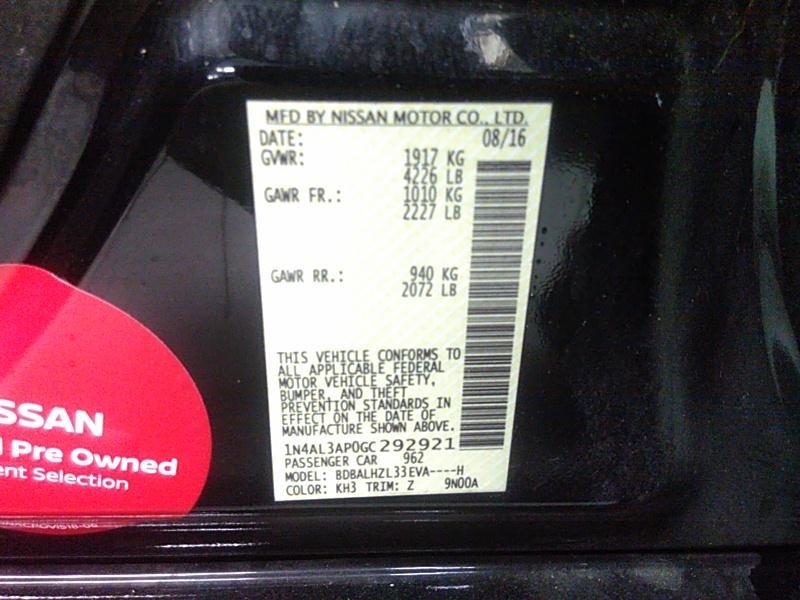 MFD BY NISSAN MOTOR CO., LTD.
DATE: 08/16
GVWR: 1917 KG
4226 LB
GAWR FR.: 1010 KG
2227 LB
GAWR RR.: 940 KG
2072 LB
THIS VEHICLE CONFORMS TO
ALL APPLICABLE FEDERAL
MOTOR VEHICLE SAFETY,
BUMPER, AND THEFT
PREVENTION STANDARDS IN
EFFECT ON THE DATE OF
MANUFACTURE SHOWN ABOVE.
1N4AL3AP0GC292921
PASSENGER CAR 962
MODEL: BDBALHZL33EVA----H
COLOR: KH3 TRIM: Z 9N00A
SSAN
Pre Owned
ent Selection